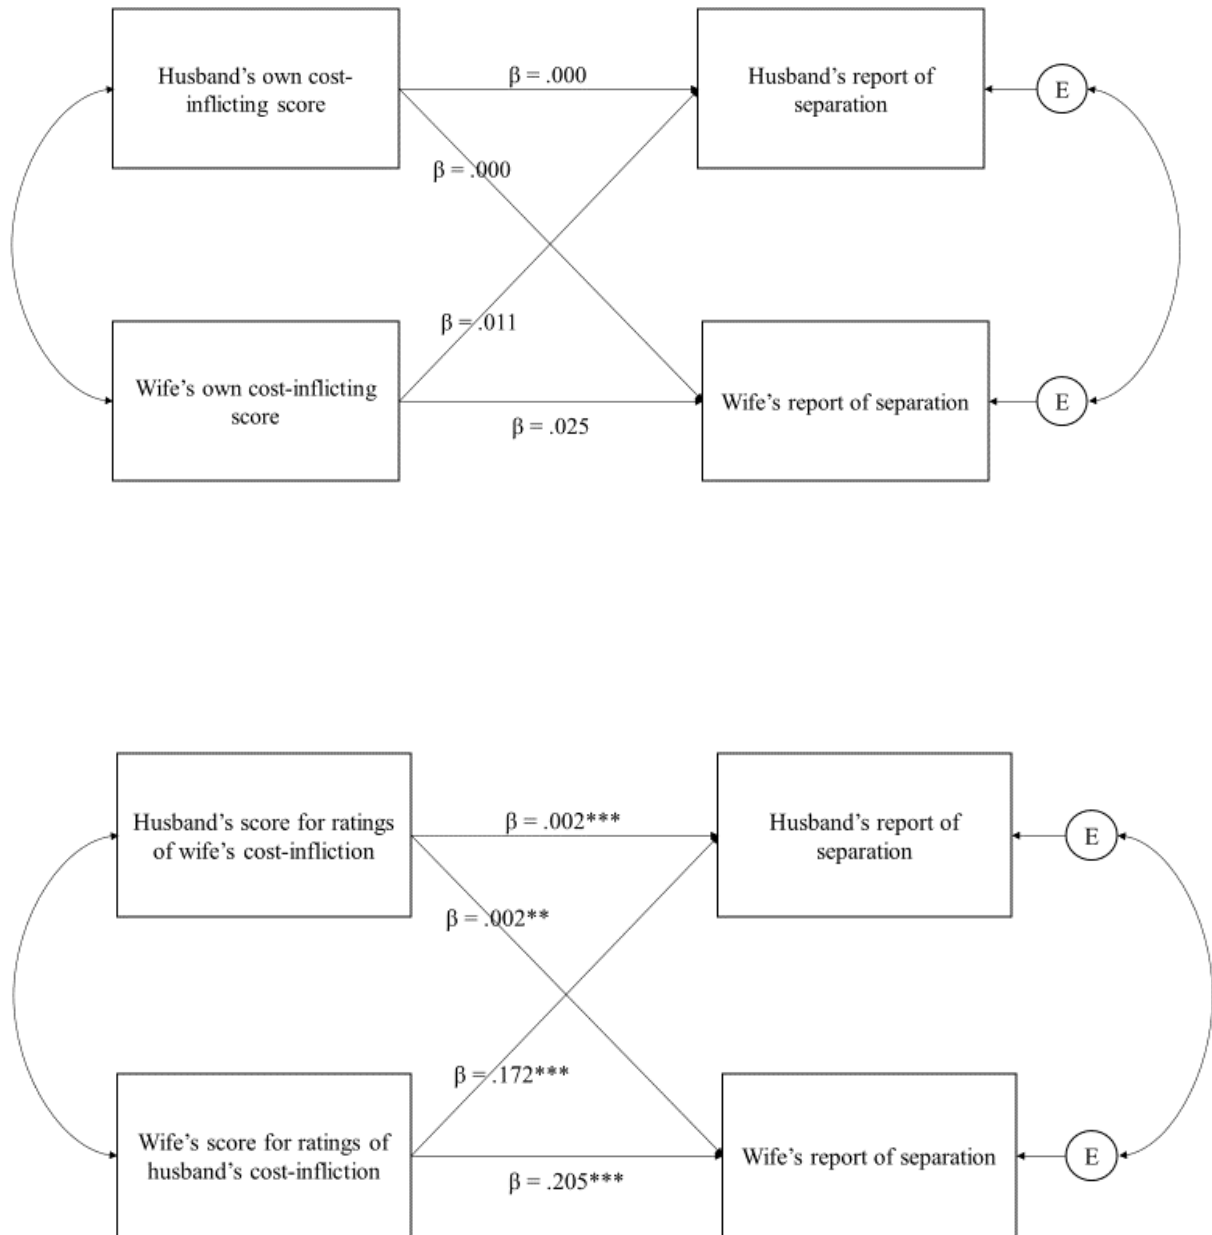 Husband’s own cost-
inflicting score
β = .000
Husband’s report of
separation
E
β = .000
β = .011
Wife’s own cost-inflicting
score
β = .025
Wife’s report of separation
E
Husband’s score for ratings
of wife’s cost-infliction
β = .002***
Husband’s report of
separation
E
β = .002**
β = .172***
Wife’s score for ratings of
husband’s cost-infliction
β = .205***
Wife’s report of separation
E